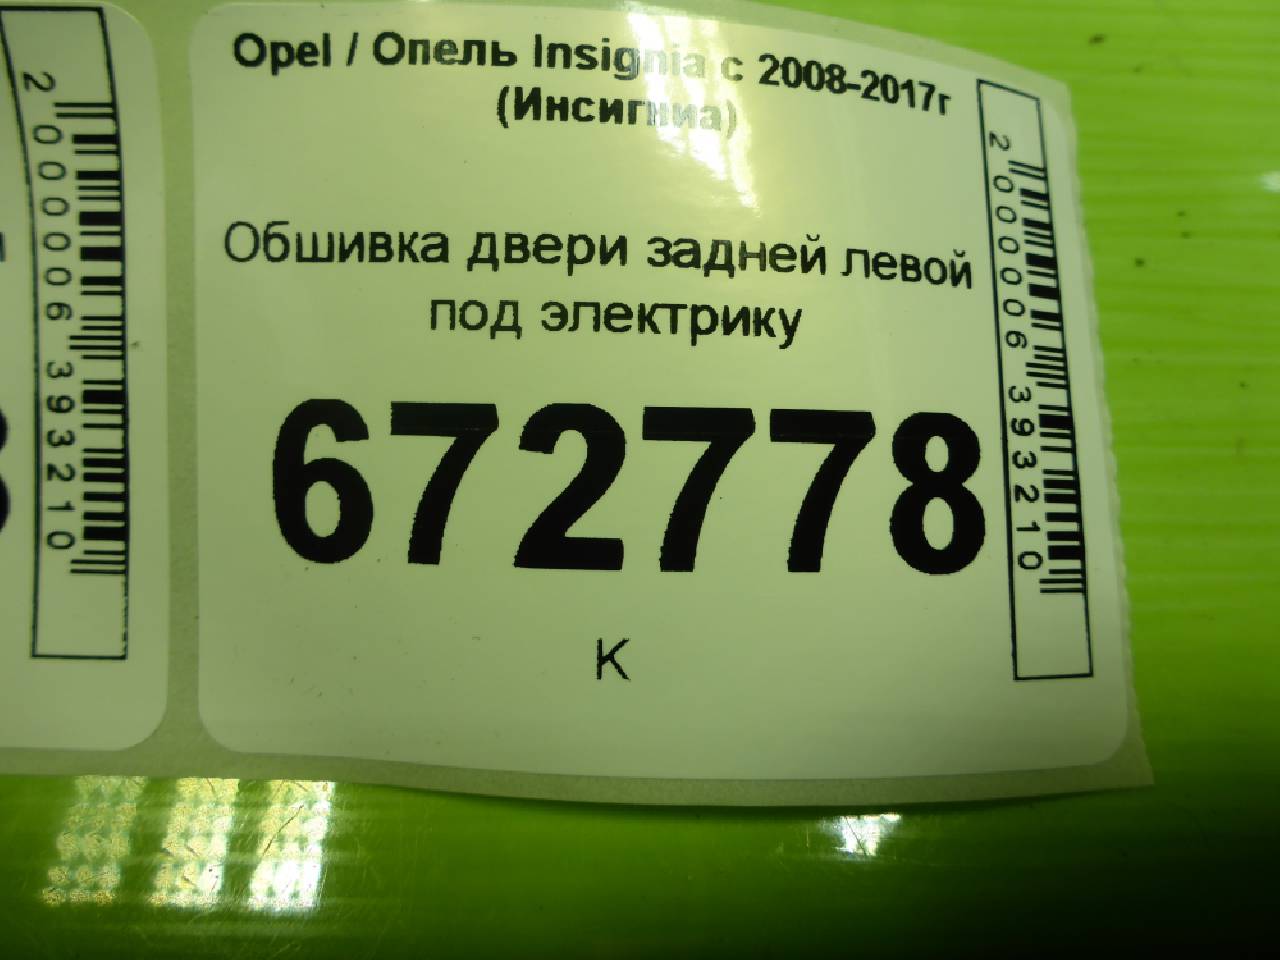 Opel / Опель Insignia с 2008-2017г
(Инсигниа)
Обшивка двери задней левой
под электрику
672778
К
2000006393210
2000006393210